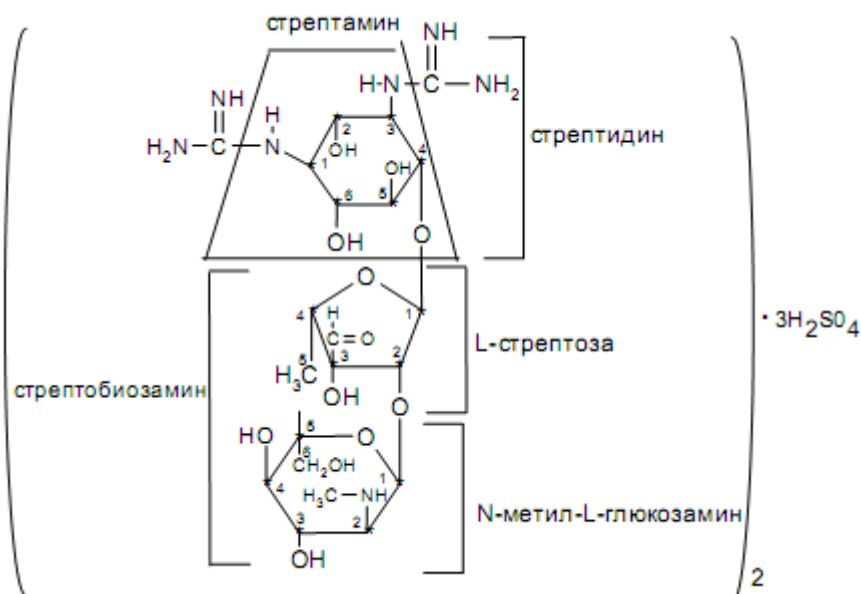 стрептамин
NH
H-N-C-NH2
NH
H
H2N-C-N
2
3
OH
4
стрептидин
1
OH
6
5
OH
O
O
4
H
1
C=O
5
3
2
L-стрептоза
H3C
OH
стрептобиозамин
O
HO
5
O
6
CH2OH
1
4
H3C-NH
3
2
N-метил-L-глюкозамин
OH
· 3H2SO4
2